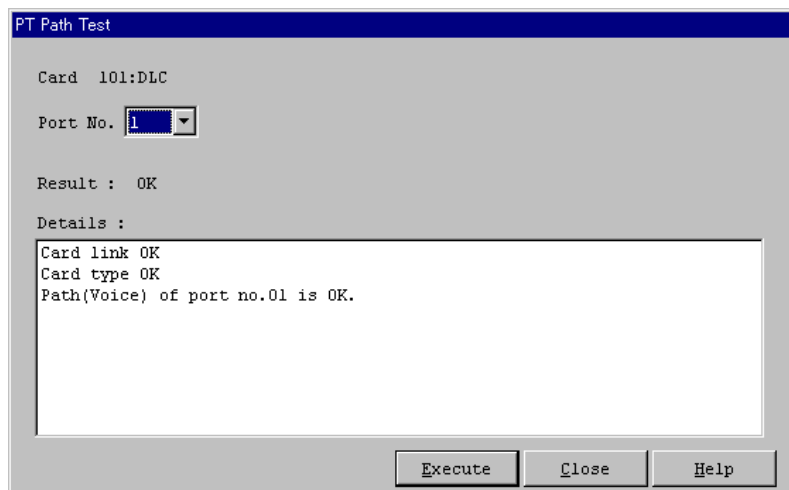 PT Path Test
Card 101:DLC
Port No. 1
Result : OK
Details :
Card link OK
Card type OK
Path(Voice) of port no.01 is OK.
Execute Close Help